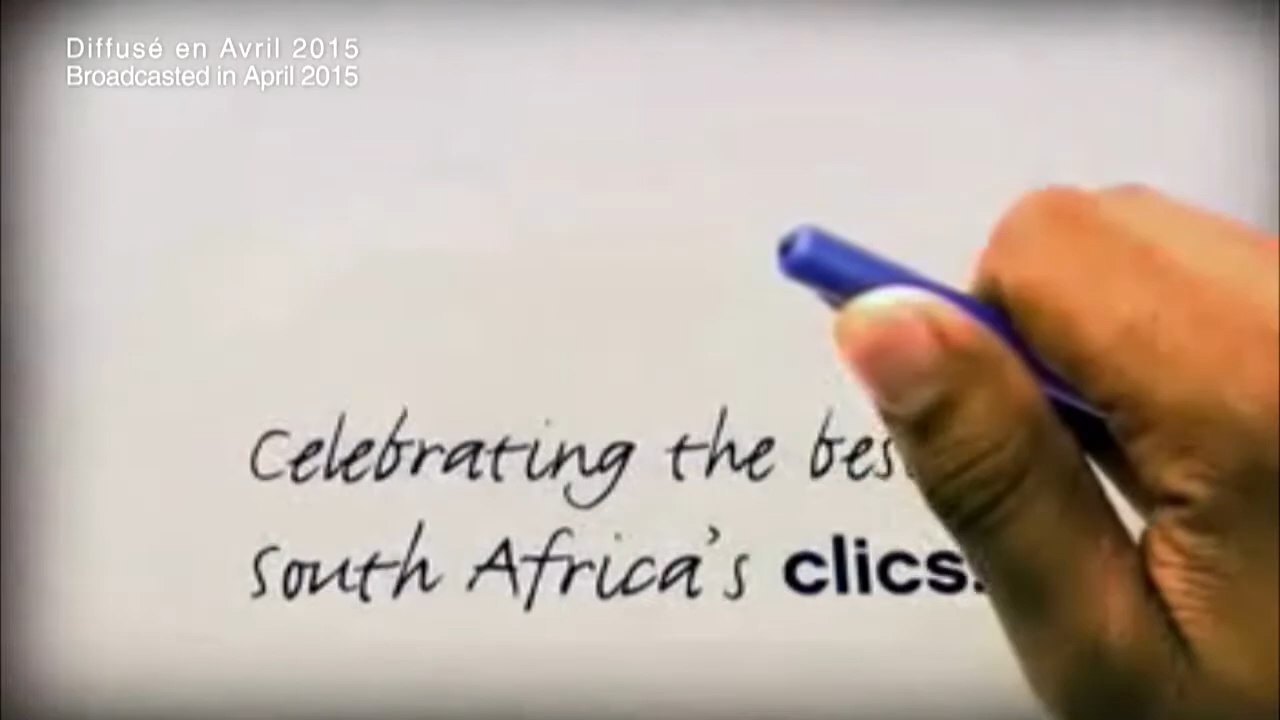 Diffusé en Avril 2015
Broadcasted in April 2015
Celebrating the
South Africa's clics.